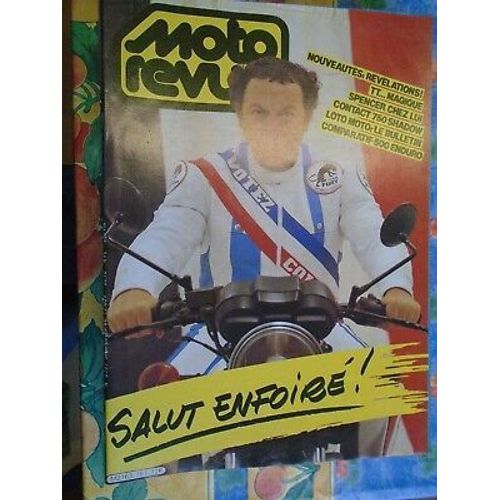 moto
revue
NOUVEAUTES: REVELATIONS!
TT... MAGIQUE
SPENCER CHEZ LUI
CONTACT 750 SHADOW
LOTO MOTO: LE BULLETIN
COMPARATIF 500 ENDURO
VOTEZ
SALUT ENFOIRÉ!